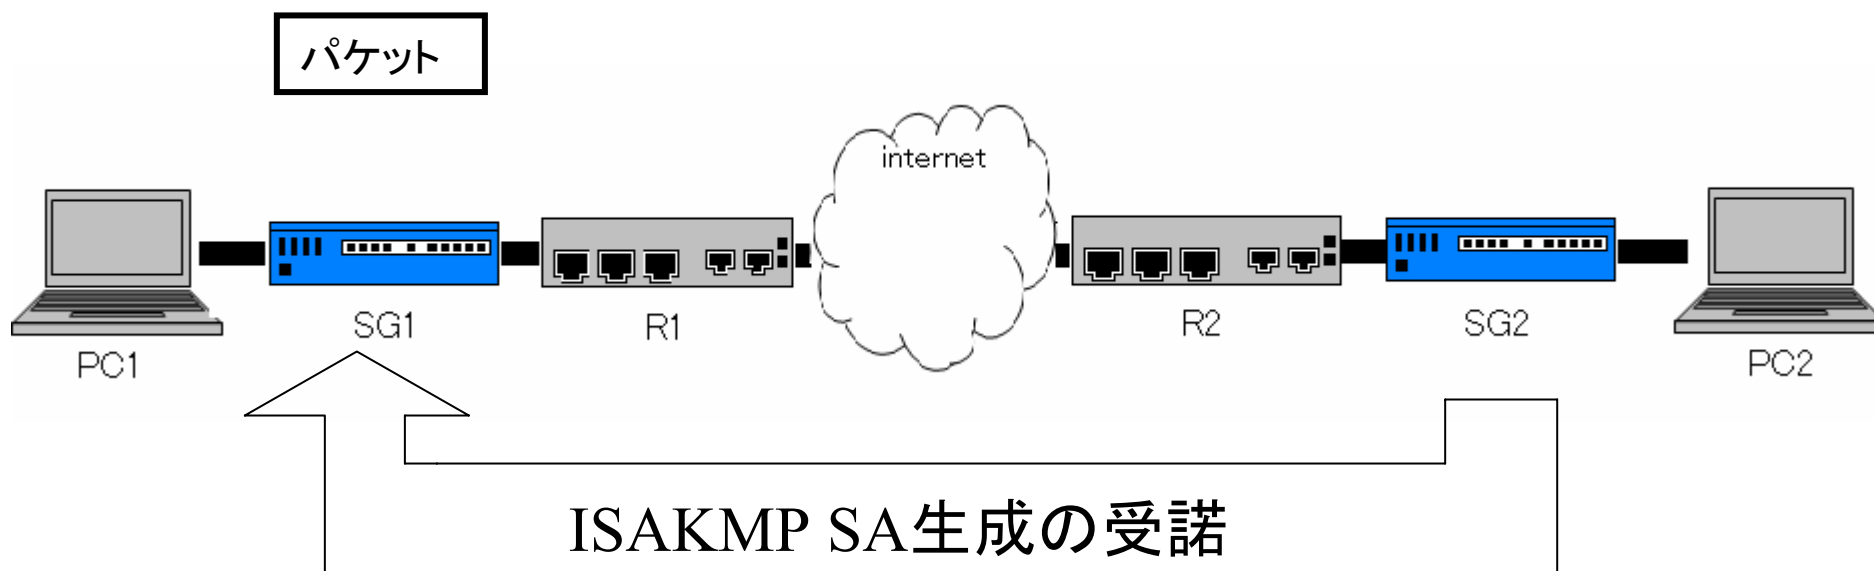 パケット
internet
SG1
R1
R2
SG2
PC1
PC2
ISAKMP SA生成の受諾